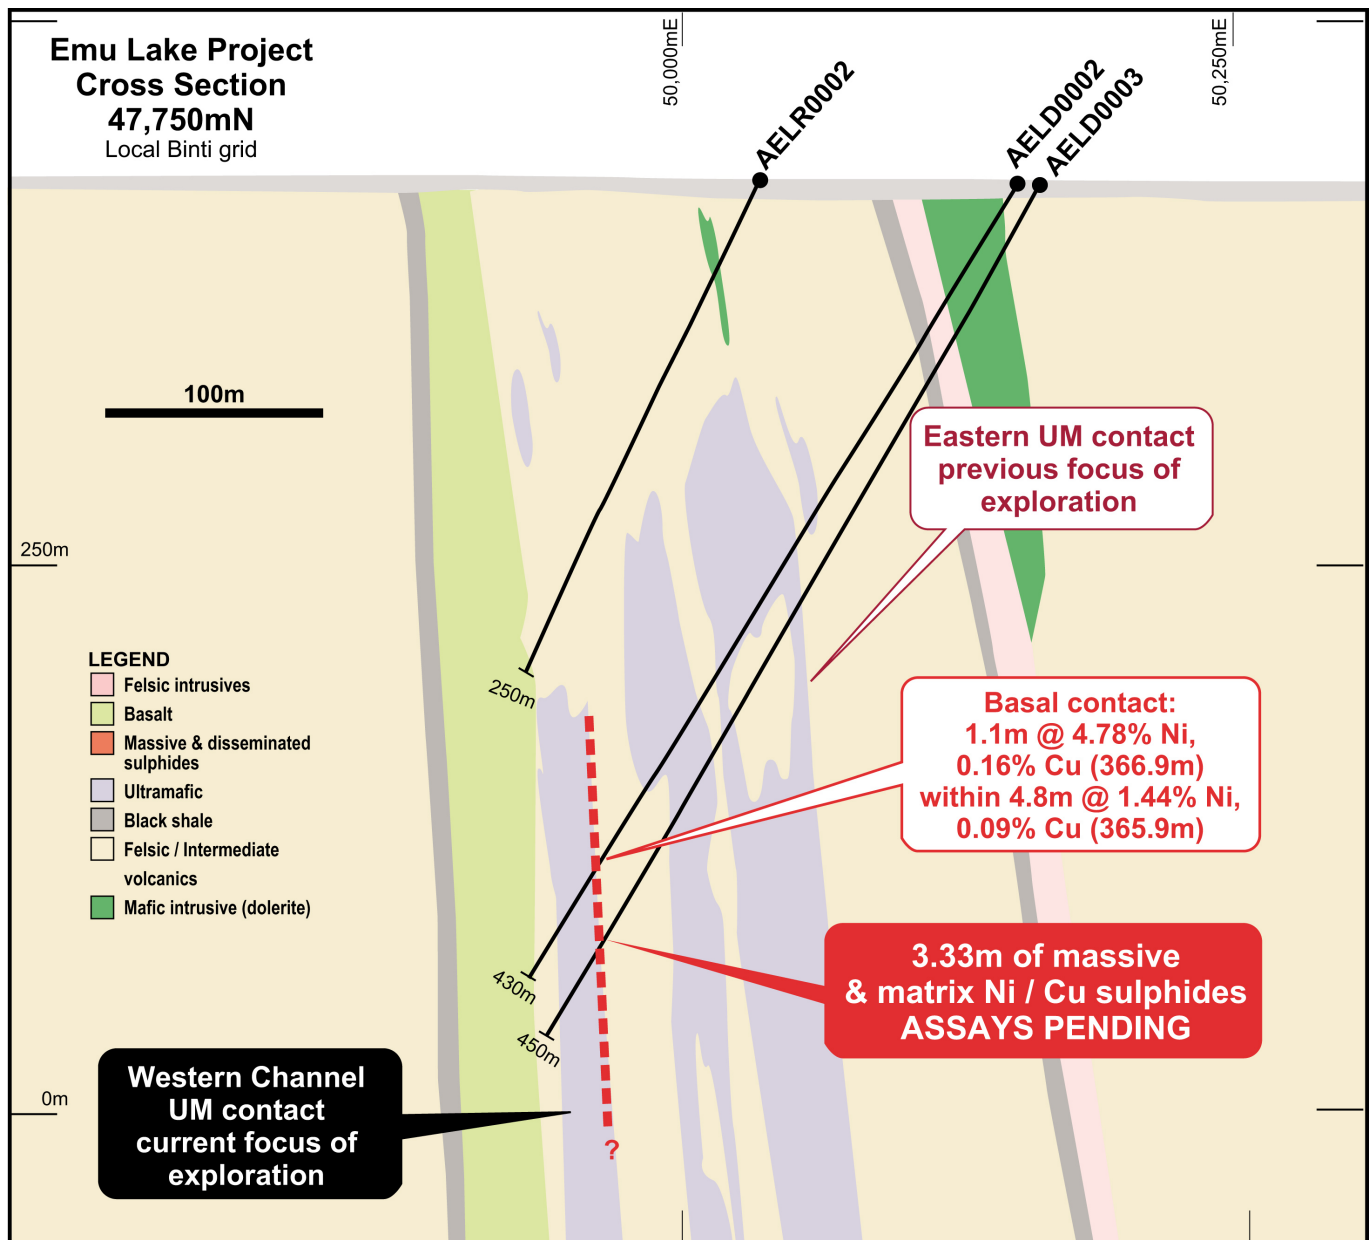 Emu Lake Project
Cross Section
47,750mN
Local Binti grid
50,000mE
50,250mE
AELR0002
AELD0002
AELD0003
100m
Eastern UM contact
previous focus of
exploration
250m
LEGEND
Felsic intrusives
Basalt
Massive & disseminated
sulphides
Ultramafic
Black shale
Felsic / Intermediate
volcanics
Mafic intrusive (dolerite)
250m
Basal contact:
1.1m @ 4.78% Ni,
0.16% Cu (366.9m)
within 4.8m @ 1.44% Ni,
0.09% Cu (365.9m)
430m
450m
3.33m of massive
& matrix Ni / Cu sulphides
ASSAYS PENDING
0m
Western Channel
UM contact
current focus of
exploration
?